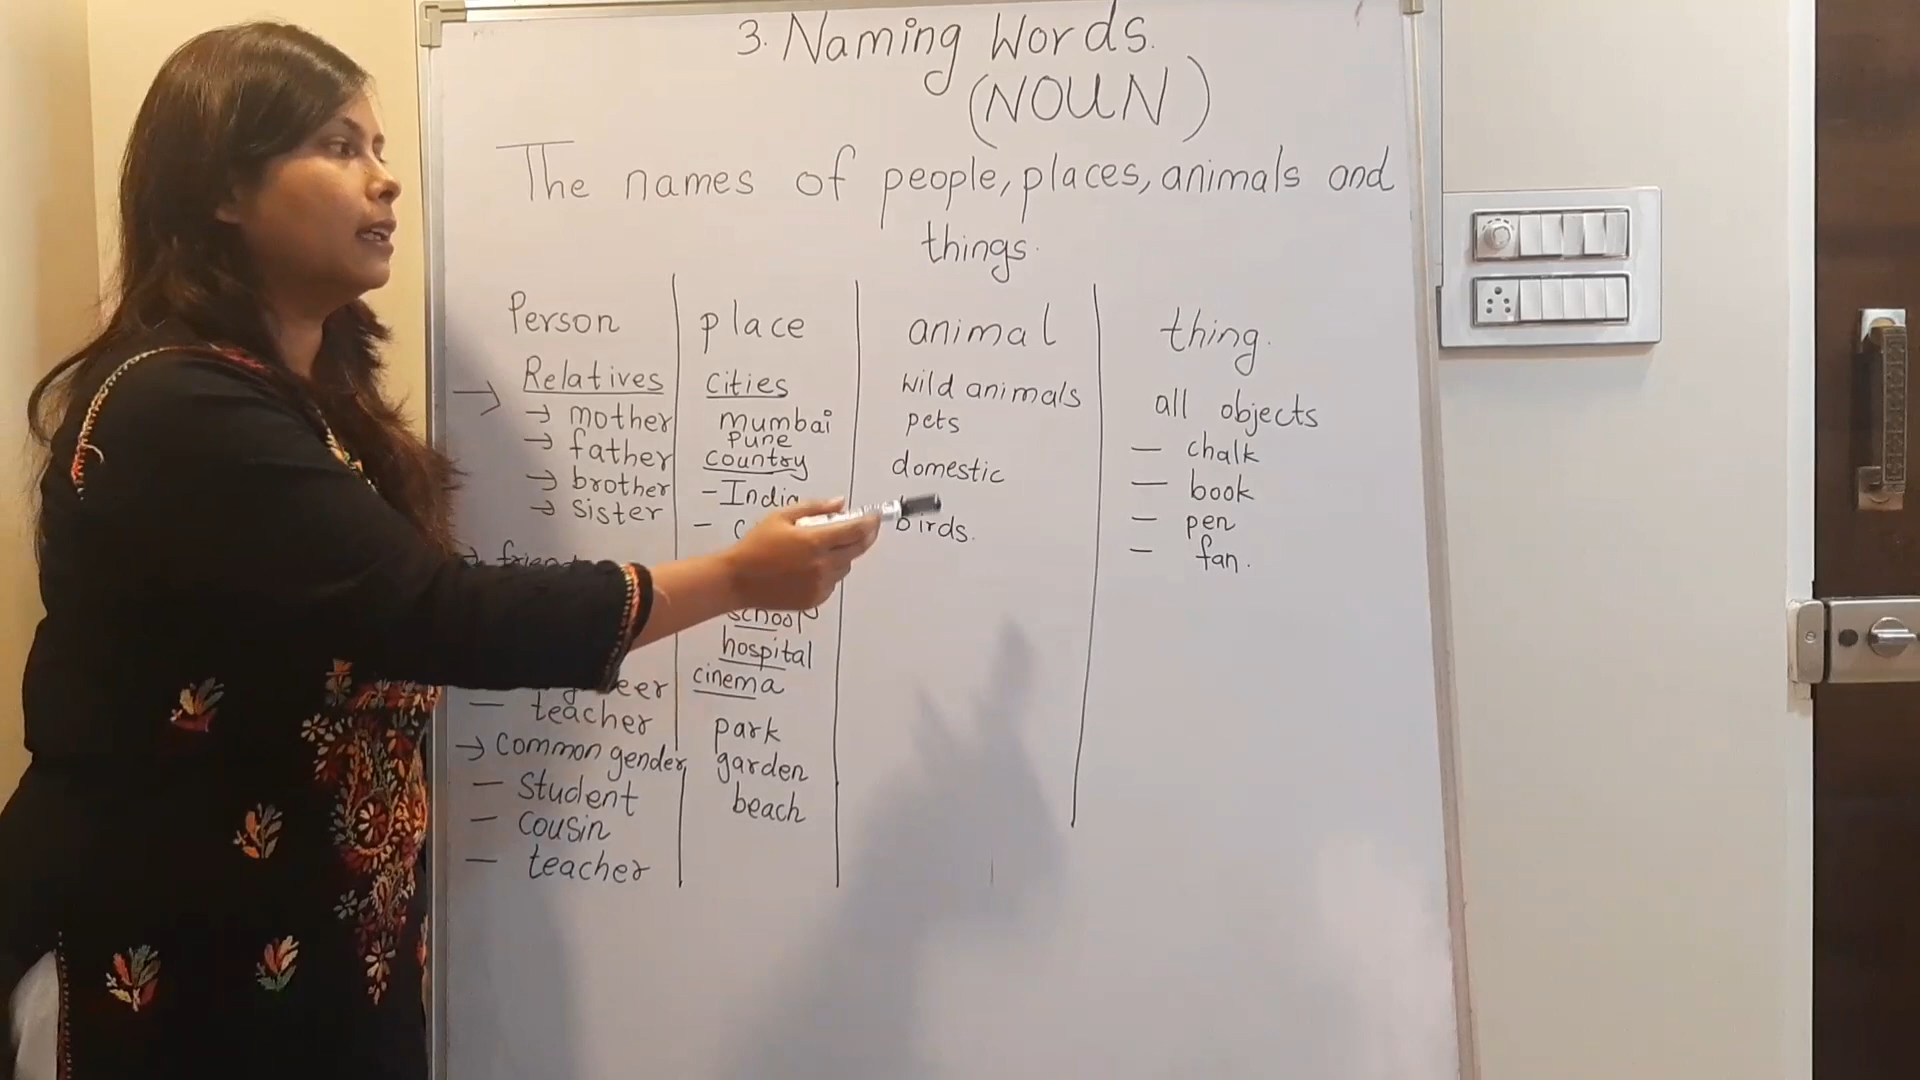 3. Naming Words.
(NOUN)
The names of people, places, animals and
things.
Person
Relatives
→ mother
→ father
→ brother
→ sister
teacher
→ Common gender
— Student
— Cousin
— teacher
place
Cities
mumbai
Pune
Country
- India
school
hospital
cinema
park
garden
beach
animal
wild animals
pets
domestic
birds.
thing.
all objects
— chalk
— book
— pen
— fan.